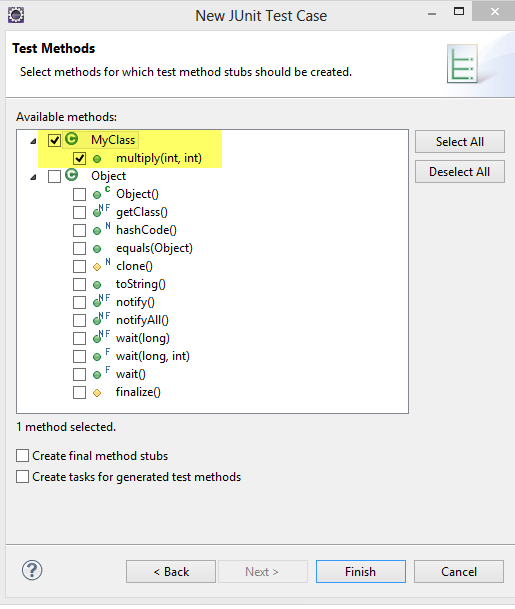 New JUnit Test Case
Test Methods
Select methods for which test method stubs should be created.
Available methods:
MyClass
multiply(int, int)
Object
C Object()
N F getClass()
N hashCode()
equals(Object)
N clone()
toString()
N F notify()
N F notifyAll()
N F wait(long)
F wait(long, int)
F wait()
finalize()
Select All
Deselect All
1 method selected.
Create final method stubs
Create tasks for generated test methods
? < Back Next > Finish Cancel